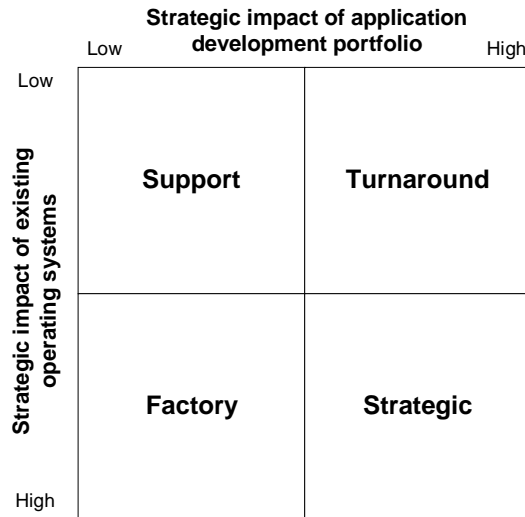 Strategic impact of application
development portfolio
Low High
Low
Strategic impact of existing
operating systems
Support Turnaround
Factory Strategic
High